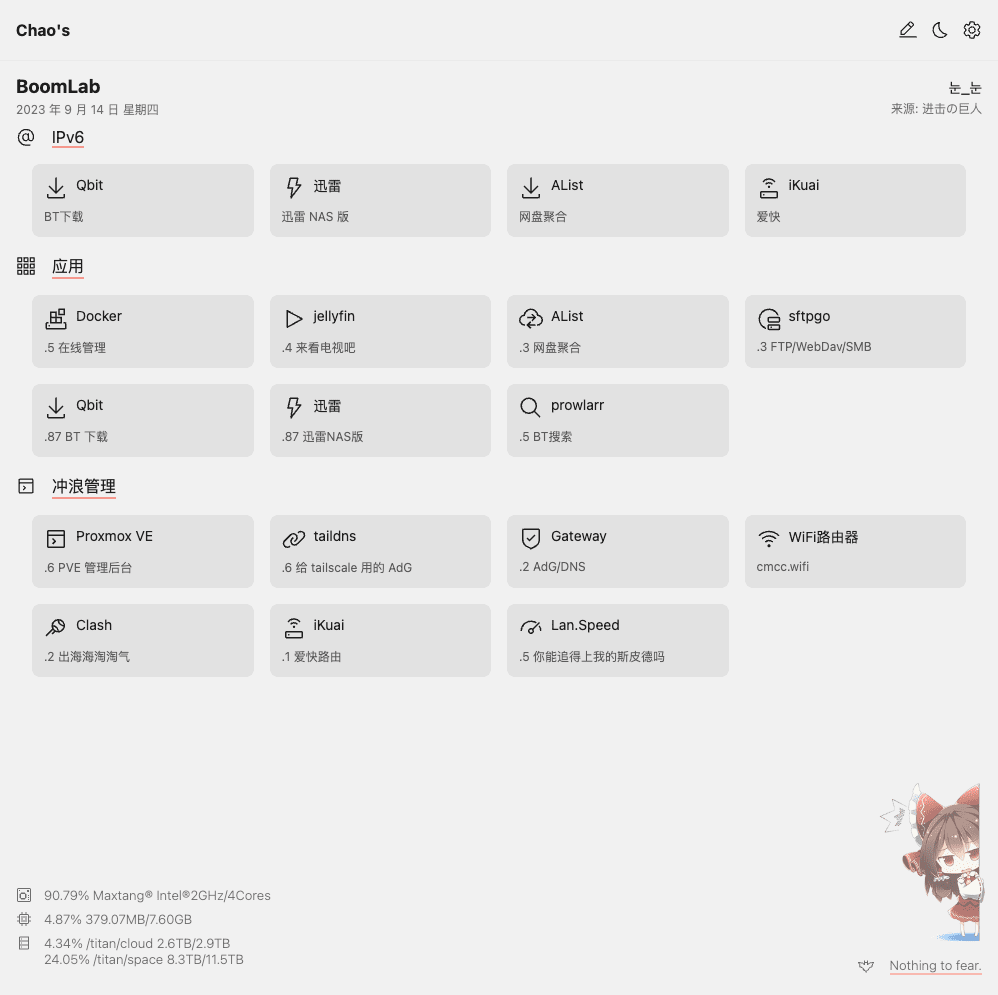 Chao's
BoomLab
2023 年 9 月 14 日 星期四
눈_눈
来源: 进击の巨人
IPv6
Qbit
BT下载
迅雷
迅雷 NAS 版
AList
网盘聚合
iKuai
爱快
应用
Docker
.5 在线管理
jellyfin
.4 来看电视吧
AList
.3 网盘聚合
sftpgo
.3 FTP/WebDav/SMB
Qbit
.87 BT 下载
迅雷
.87 迅雷NAS版
prowlarr
.5 BT搜索
冲浪管理
Proxmox VE
.6 PVE 管理后台
taildns
.6 给 tailscale 用的 AdG
Gateway
.2 AdG/DNS
WiFi路由器
cmcc.wifi
Clash
.2 出海海淘淘气
iKuai
.1 爱快路由
Lan.Speed
.5 你能追得上我的斯皮德吗
90.79% Maxtang® Intel®2GHz/4Cores
4.87% 379.07MB/7.60GB
4.34% /titan/cloud 2.6TB/2.9TB
24.05% /titan/space 8.3TB/11.5TB
Nothing to fear.